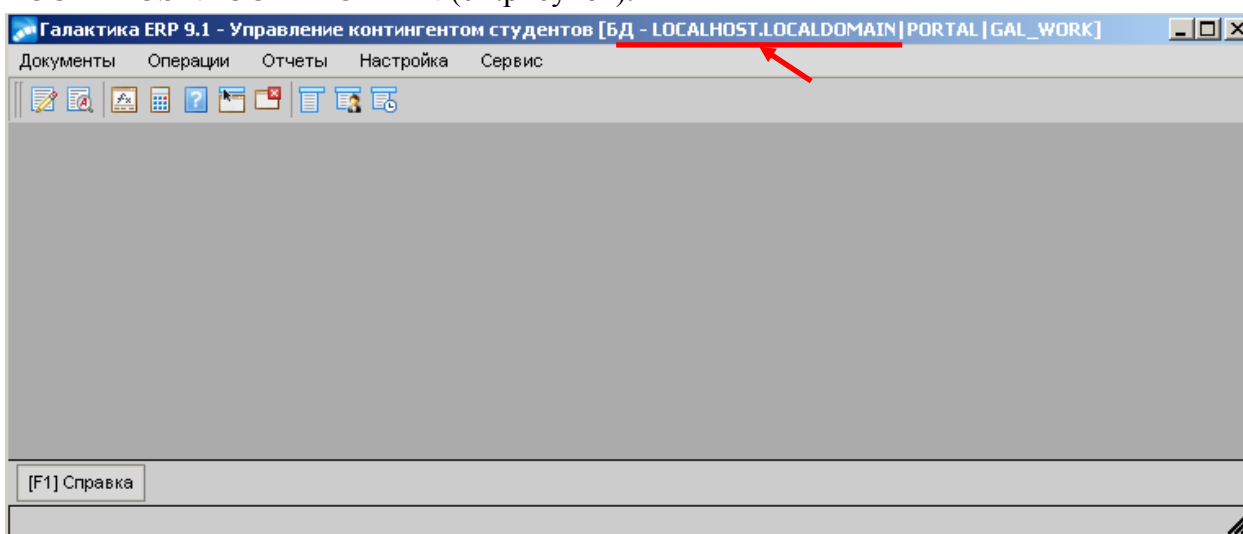 Галактика ERP 9.1 - Управление контингентом студентов [БД - LOCALHOST.LOCALDOMAIN|PORTAL|GAL_WORK]
Документы Операции Отчеты Настройка Сервис
[F1] Справка